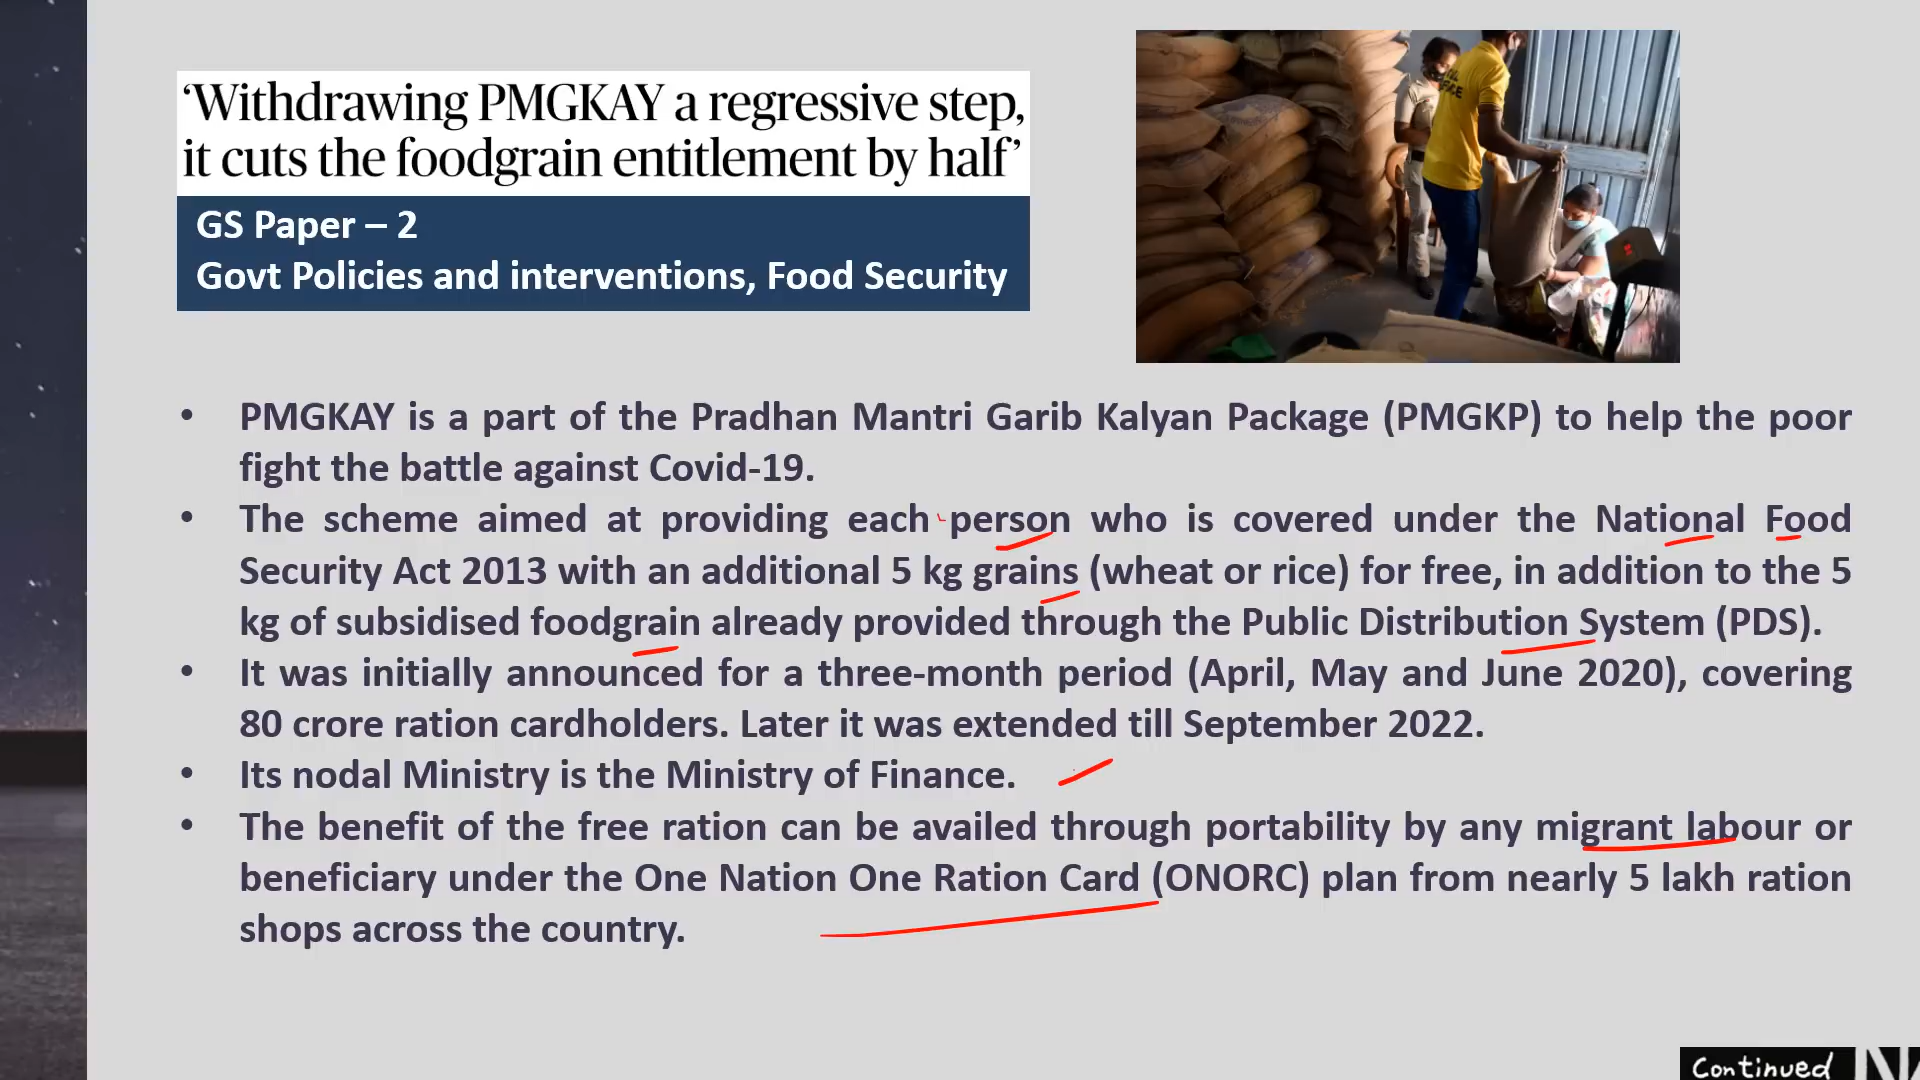 ‘Withdrawing PMGKAY a regressive step,
it cuts the foodgrain entitlement by half’
GS Paper – 2
Govt Policies and interventions, Food Security
• PMGKAY is a part of the Pradhan Mantri Garib Kalyan Package (PMGKP) to help the poor
fight the battle against Covid-19.
• The scheme aimed at providing each person who is covered under the National Food
Security Act 2013 with an additional 5 kg grains (wheat or rice) for free, in addition to the 5
kg of subsidised foodgrain already provided through the Public Distribution System (PDS).
• It was initially announced for a three-month period (April, May and June 2020), covering
80 crore ration cardholders. Later it was extended till September 2022.
• Its nodal Ministry is the Ministry of Finance.
• The benefit of the free ration can be availed through portability by any migrant labour or
beneficiary under the One Nation One Ration Card (ONORC) plan from nearly 5 lakh ration
shops across the country.
Continued